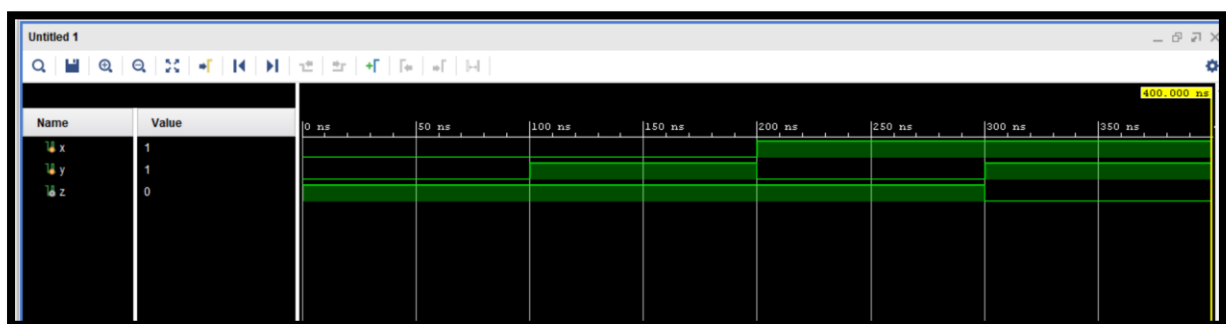 Untitled 1
400.000 ns
Name Value
0 ns 50 ns 100 ns 150 ns 200 ns 250 ns 300 ns 350 ns
x 1
y 1
z 0